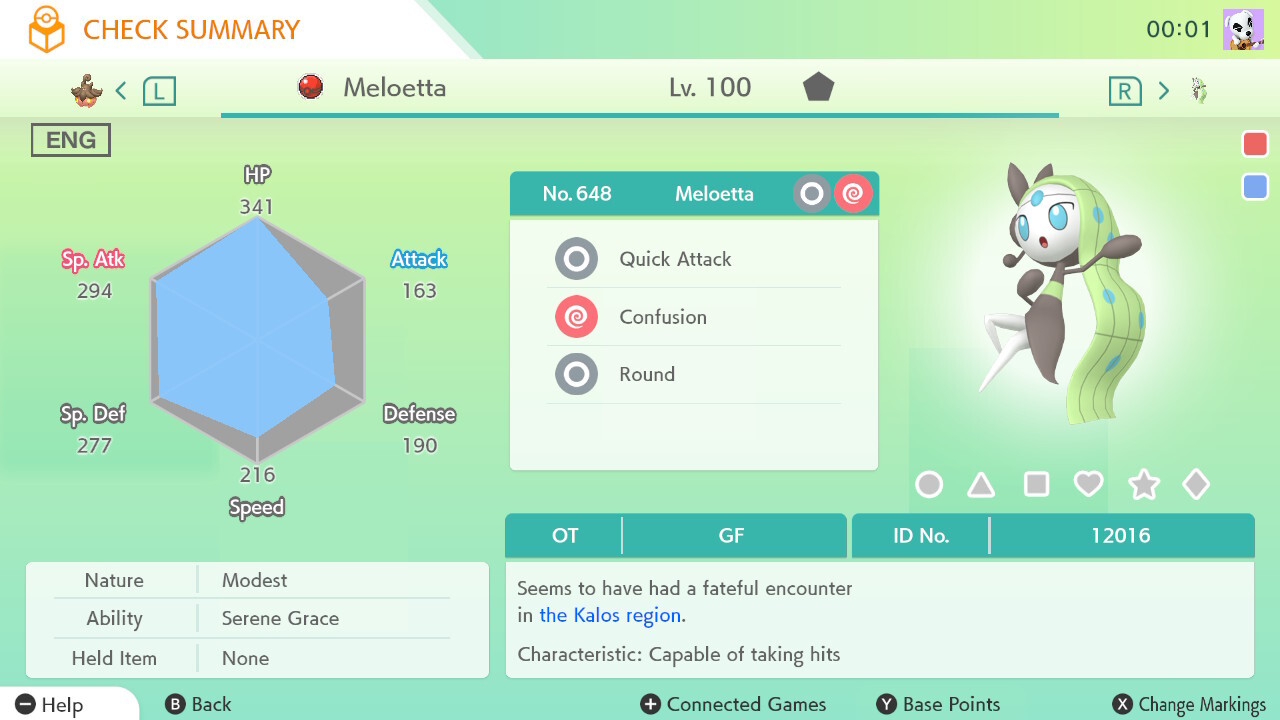 CHECK SUMMARY
00:01
L
Meloetta
Lv. 100
R
ENG
HP
341
Sp. Atk
294
Attack
163
Sp. Def
277
Defense
190
216
Speed
No. 648 Meloetta
Quick Attack
Confusion
Round
OT GF
ID No. 12016
Nature Modest
Ability Serene Grace
Held Item None
Seems to have had a fateful encounter
in the Kalos region.
Characteristic: Capable of taking hits
Help
B Back
Connected Games
Y Base Points
X Change Markings